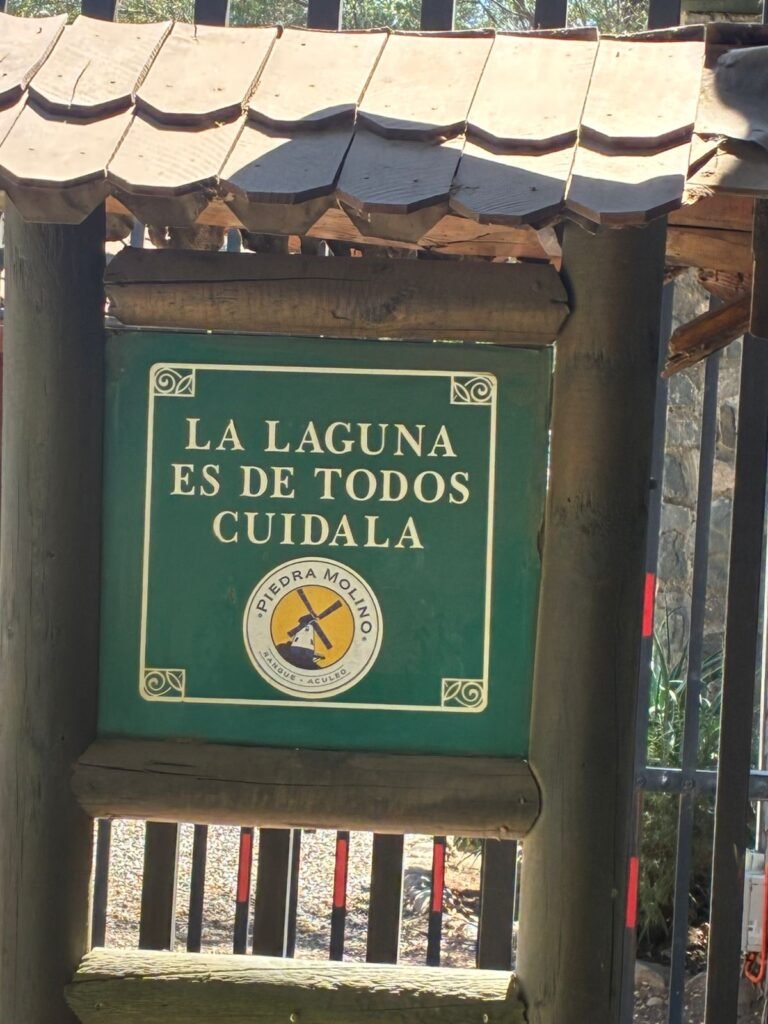 LA LAGUNA
ES DE TODOS
CUIDALA
PIEDRA MOLINO
RANGUE - ACULEO